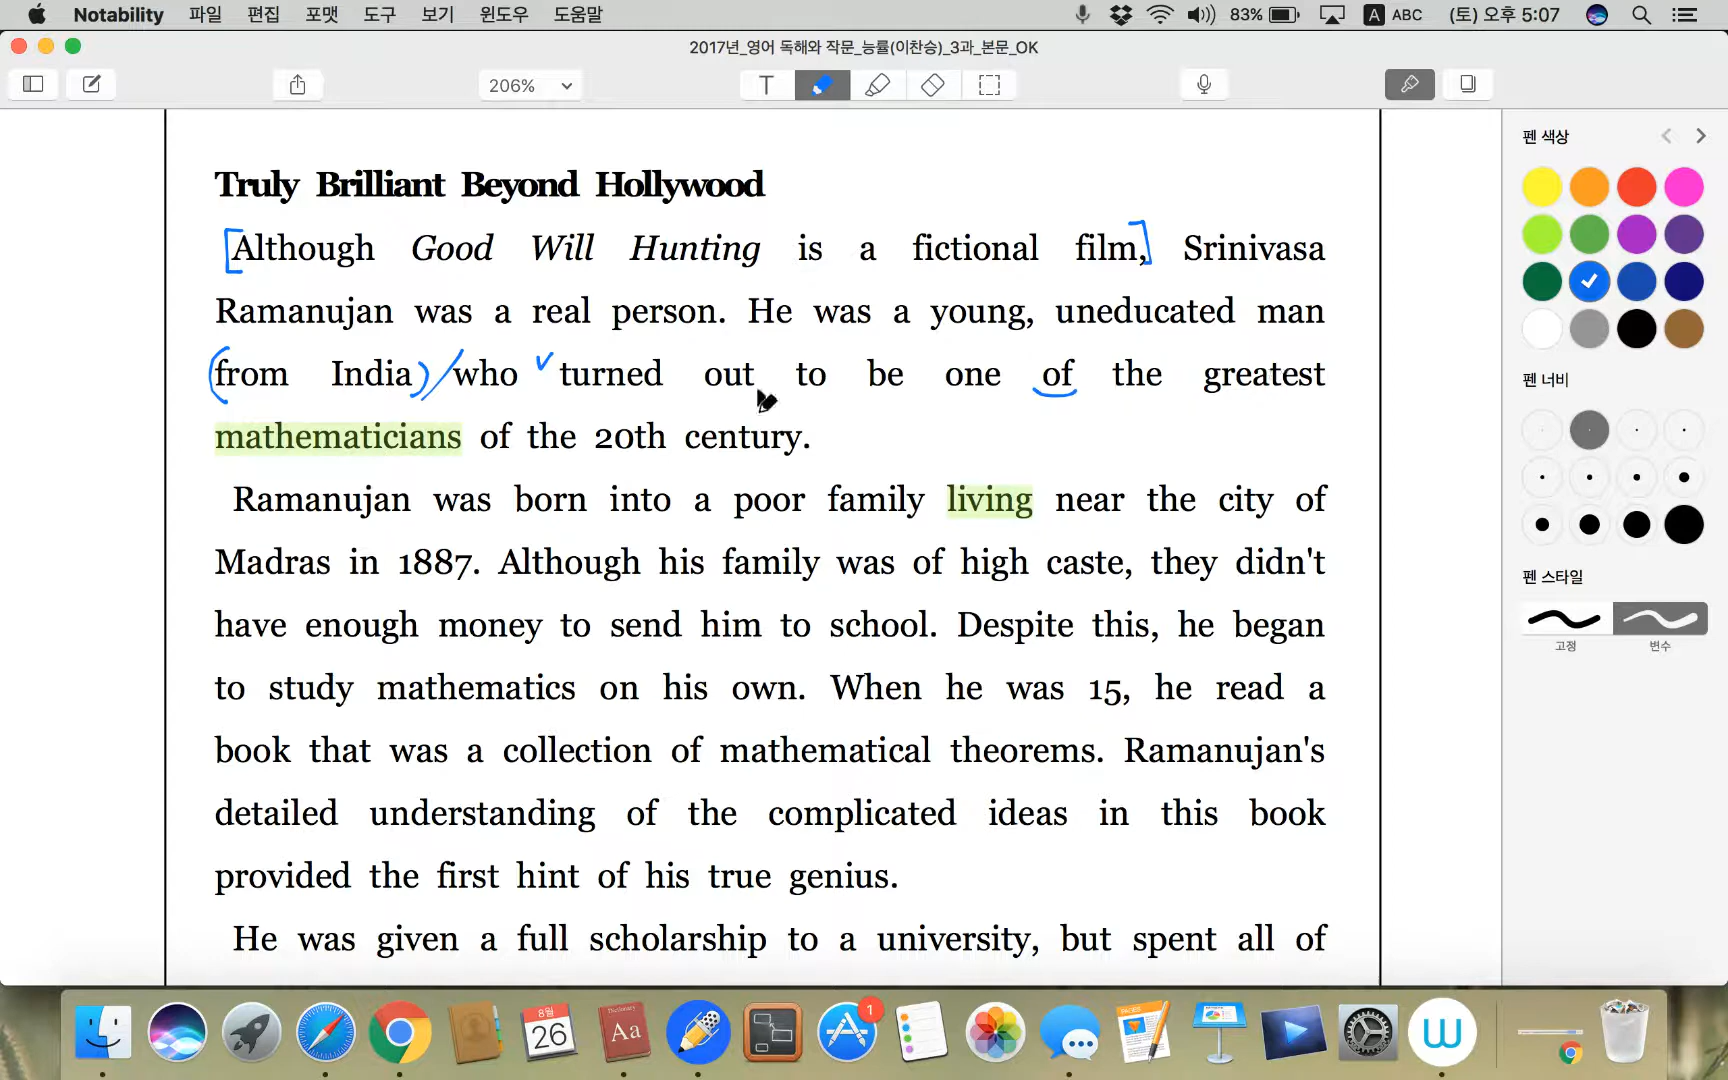 Notability 파일 편집 포맷 도구 보기 윈도우 도움말 83% A ABC (토) 오후 5:07
2017년_영어 독해와 작문_능률(이찬승)_3과_본문_OK
206% T
펜 색상
Truly Brilliant Beyond Hollywood
Although Good Will Hunting is a fictional film, Srinivasa
Ramanujan was a real person. He was a young, uneducated man
from India who turned out to be one of the greatest
mathematicians of the 20th century.
Ramanujan was born into a poor family living near the city of
Madras in 1887. Although his family was of high caste, they didn't
have enough money to send him to school. Despite this, he began
to study mathematics on his own. When he was 15, he read a
book that was a collection of mathematical theorems. Ramanujan's
detailed understanding of the complicated ideas in this book
provided the first hint of his true genius.
He was given a full scholarship to a university, but spent all of
펜 너비
펜 스타일
고정 변수
8월
26
Aa
1
W